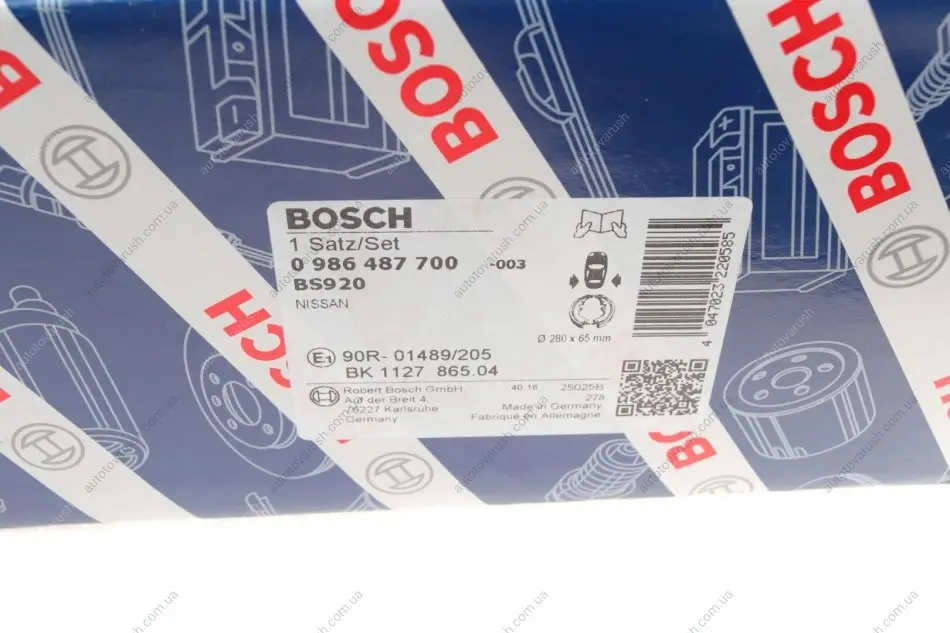 BOSCH
BOSCH
BOSCH
BOSCH
1 Satz/Set
0 986 487 700 -003
BS920
NISSAN
Ø 280 x 65 mm
4 047023 220585
E1 90R- 01489/205
BK 1127 865.04
Robert Bosch GmbH,
Auf der Breit 4,
76227 Karlsruhe
Germany
40 16 25025B
278
Made in Germany
Fabriqué en Allemagne
autotovarush.com.ua